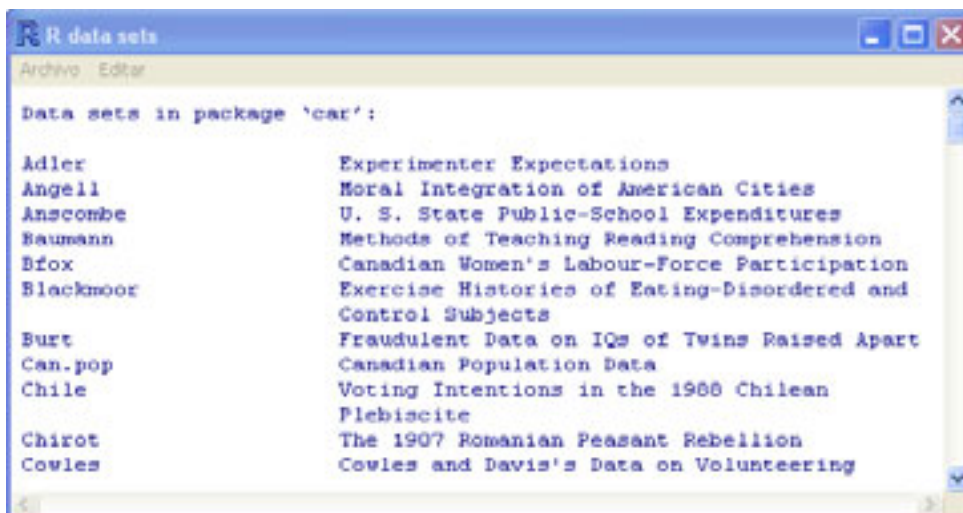 R R data sets
Archivo Editar
Data sets in package 'car':
Adler Experimenter Expectations
Angell Moral Integration of American Cities
Anscombe U. S. State Public-School Expenditures
Baumann Methods of Teaching Reading Comprehension
Bfox Canadian Women's Labour-Force Participation
Blackmoor Exercise Histories of Eating-Disordered and
Control Subjects
Burt Fraudulent Data on IQs of Twins Raised Apart
Can.pop Canadian Population Data
Chile Voting Intentions in the 1988 Chilean
Plebiscite
Chirot The 1907 Romanian Peasant Rebellion
Cowles Cowles and Davis's Data on Volunteering